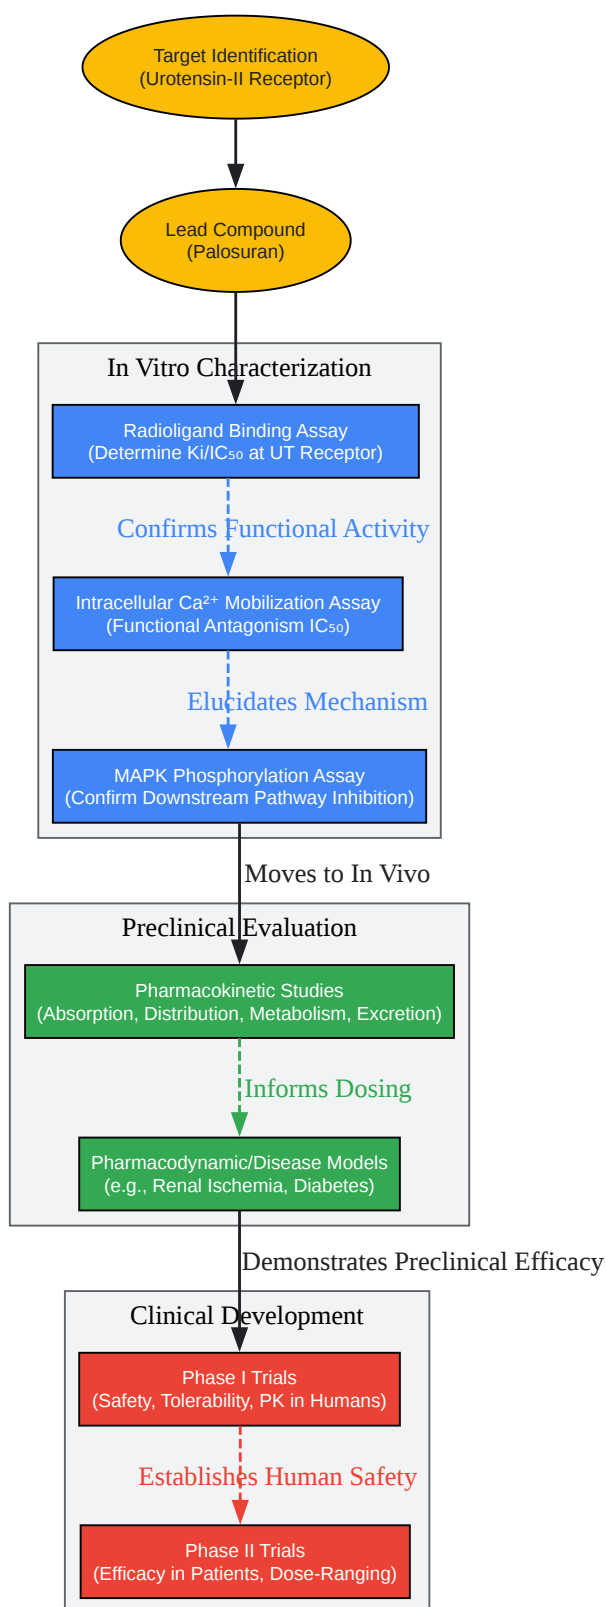 Target Identification
(Urotensin-II Receptor)
Lead Compound
(Palosuran)
In Vitro Characterization
Radioligand Binding Assay
(Determine Ki/IC₅₀ at UT Receptor)
Confirms Functional Activity
Intracellular Ca²⁺ Mobilization Assay
(Functional Antagonism IC₅₀)
Elucidates Mechanism
MAPK Phosphorylation Assay
(Confirm Downstream Pathway Inhibition)
Moves to In Vivo
Preclinical Evaluation
Pharmacokinetic Studies
(Absorption, Distribution, Metabolism, Excretion)
Informs Dosing
Pharmacodynamic/Disease Models
(e.g., Renal Ischemia, Diabetes)
Demonstrates Preclinical Efficacy
Clinical Development
Phase I Trials
(Safety, Tolerability, PK in Humans)
Establishes Human Safety
Phase II Trials
(Efficacy in Patients, Dose-Ranging)